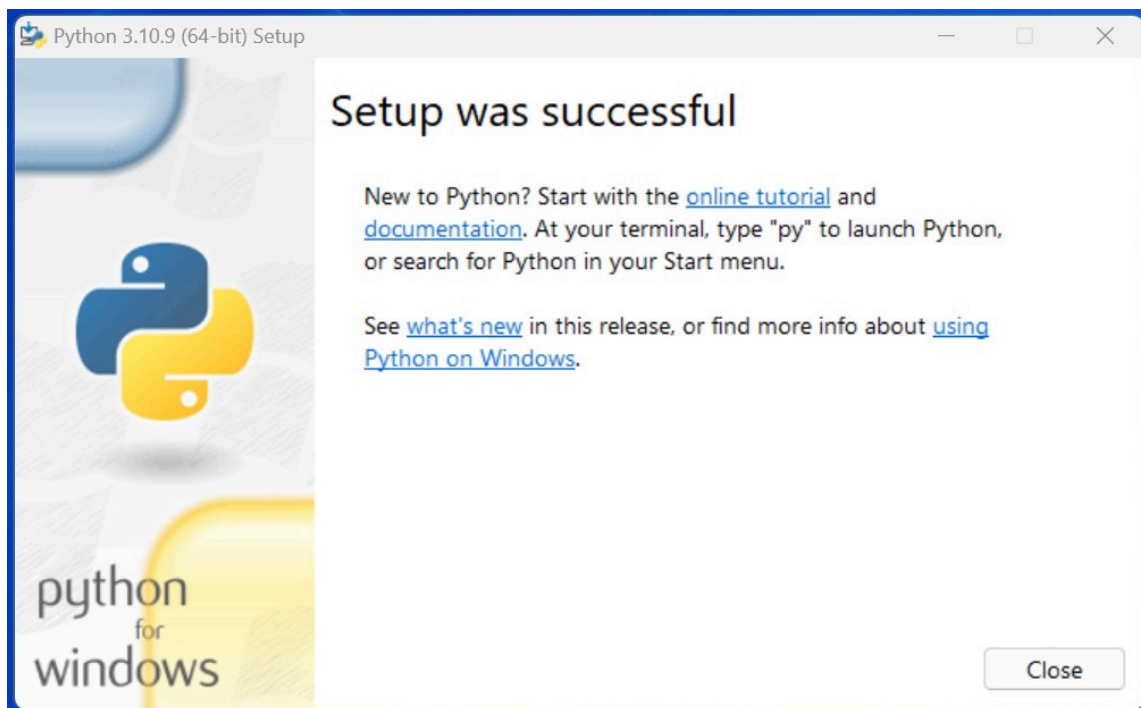 Python 3.10.9 (64-bit) Setup
Setup was successful
New to Python? Start with the online tutorial and
documentation. At your terminal, type "py" to launch Python,
or search for Python in your Start menu.
See what's new in this release, or find more info about using
Python on Windows.
python
for
windows
Close